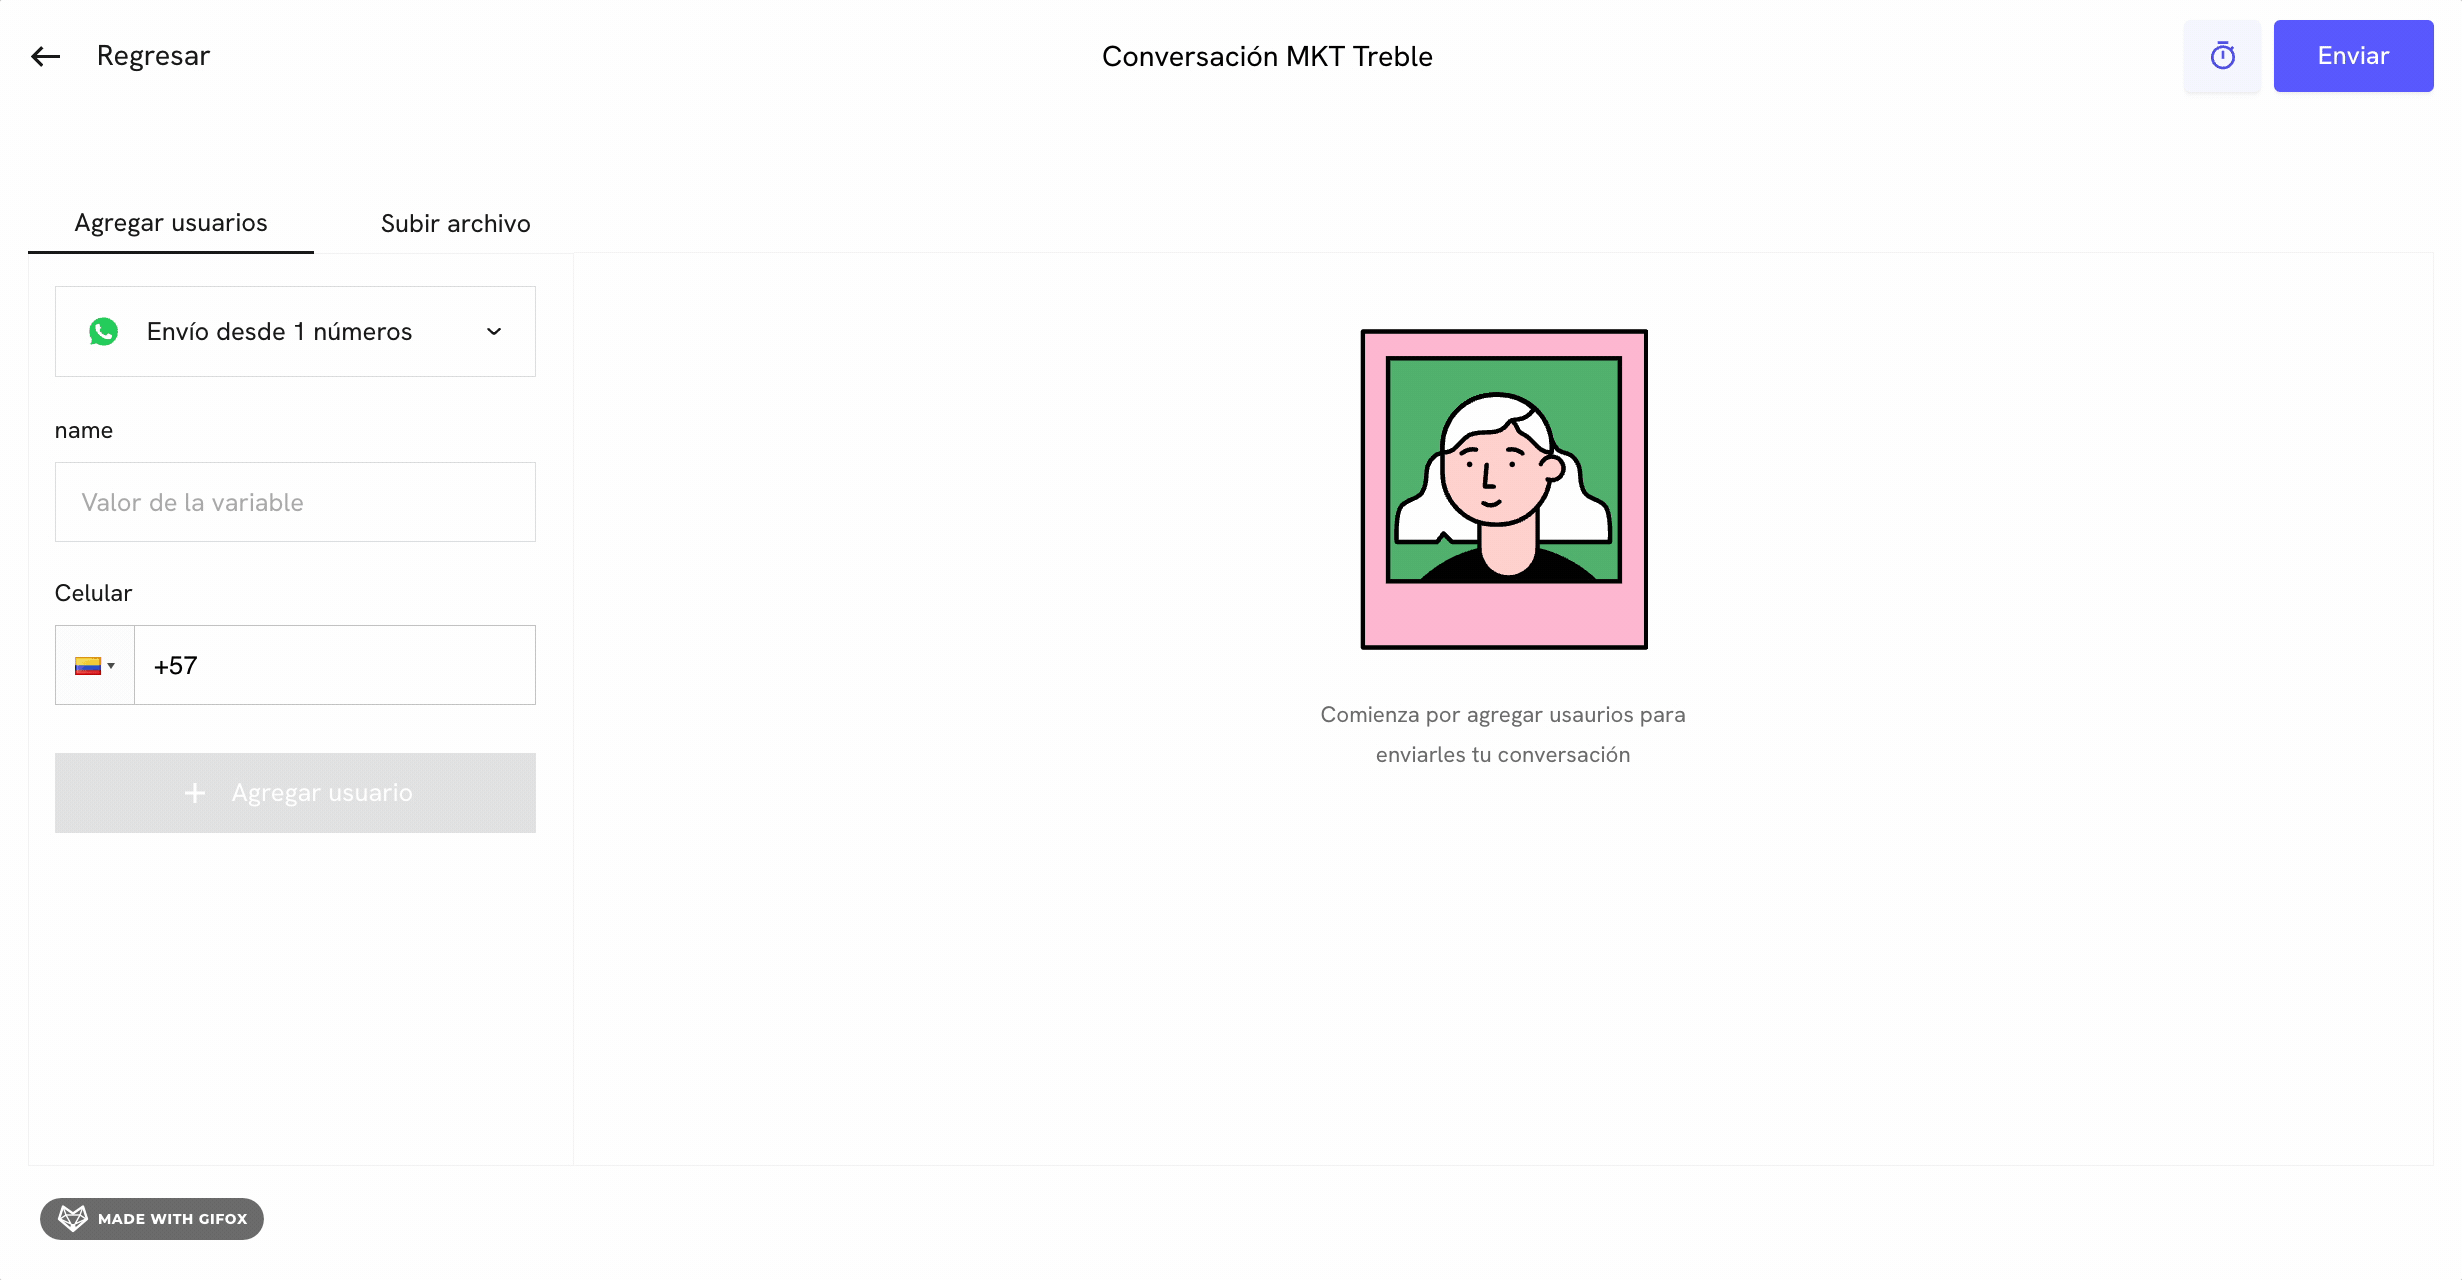 Regresar
Conversación MKT Treble
Enviar
Agregar usuarios
Subir archivo
Envío desde 1 números
name
Valor de la variable
Celular
+57
+ Agregar usuario
Comienza por agregar usaurios para
enviarles tu conversación
MADE WITH GIFOX